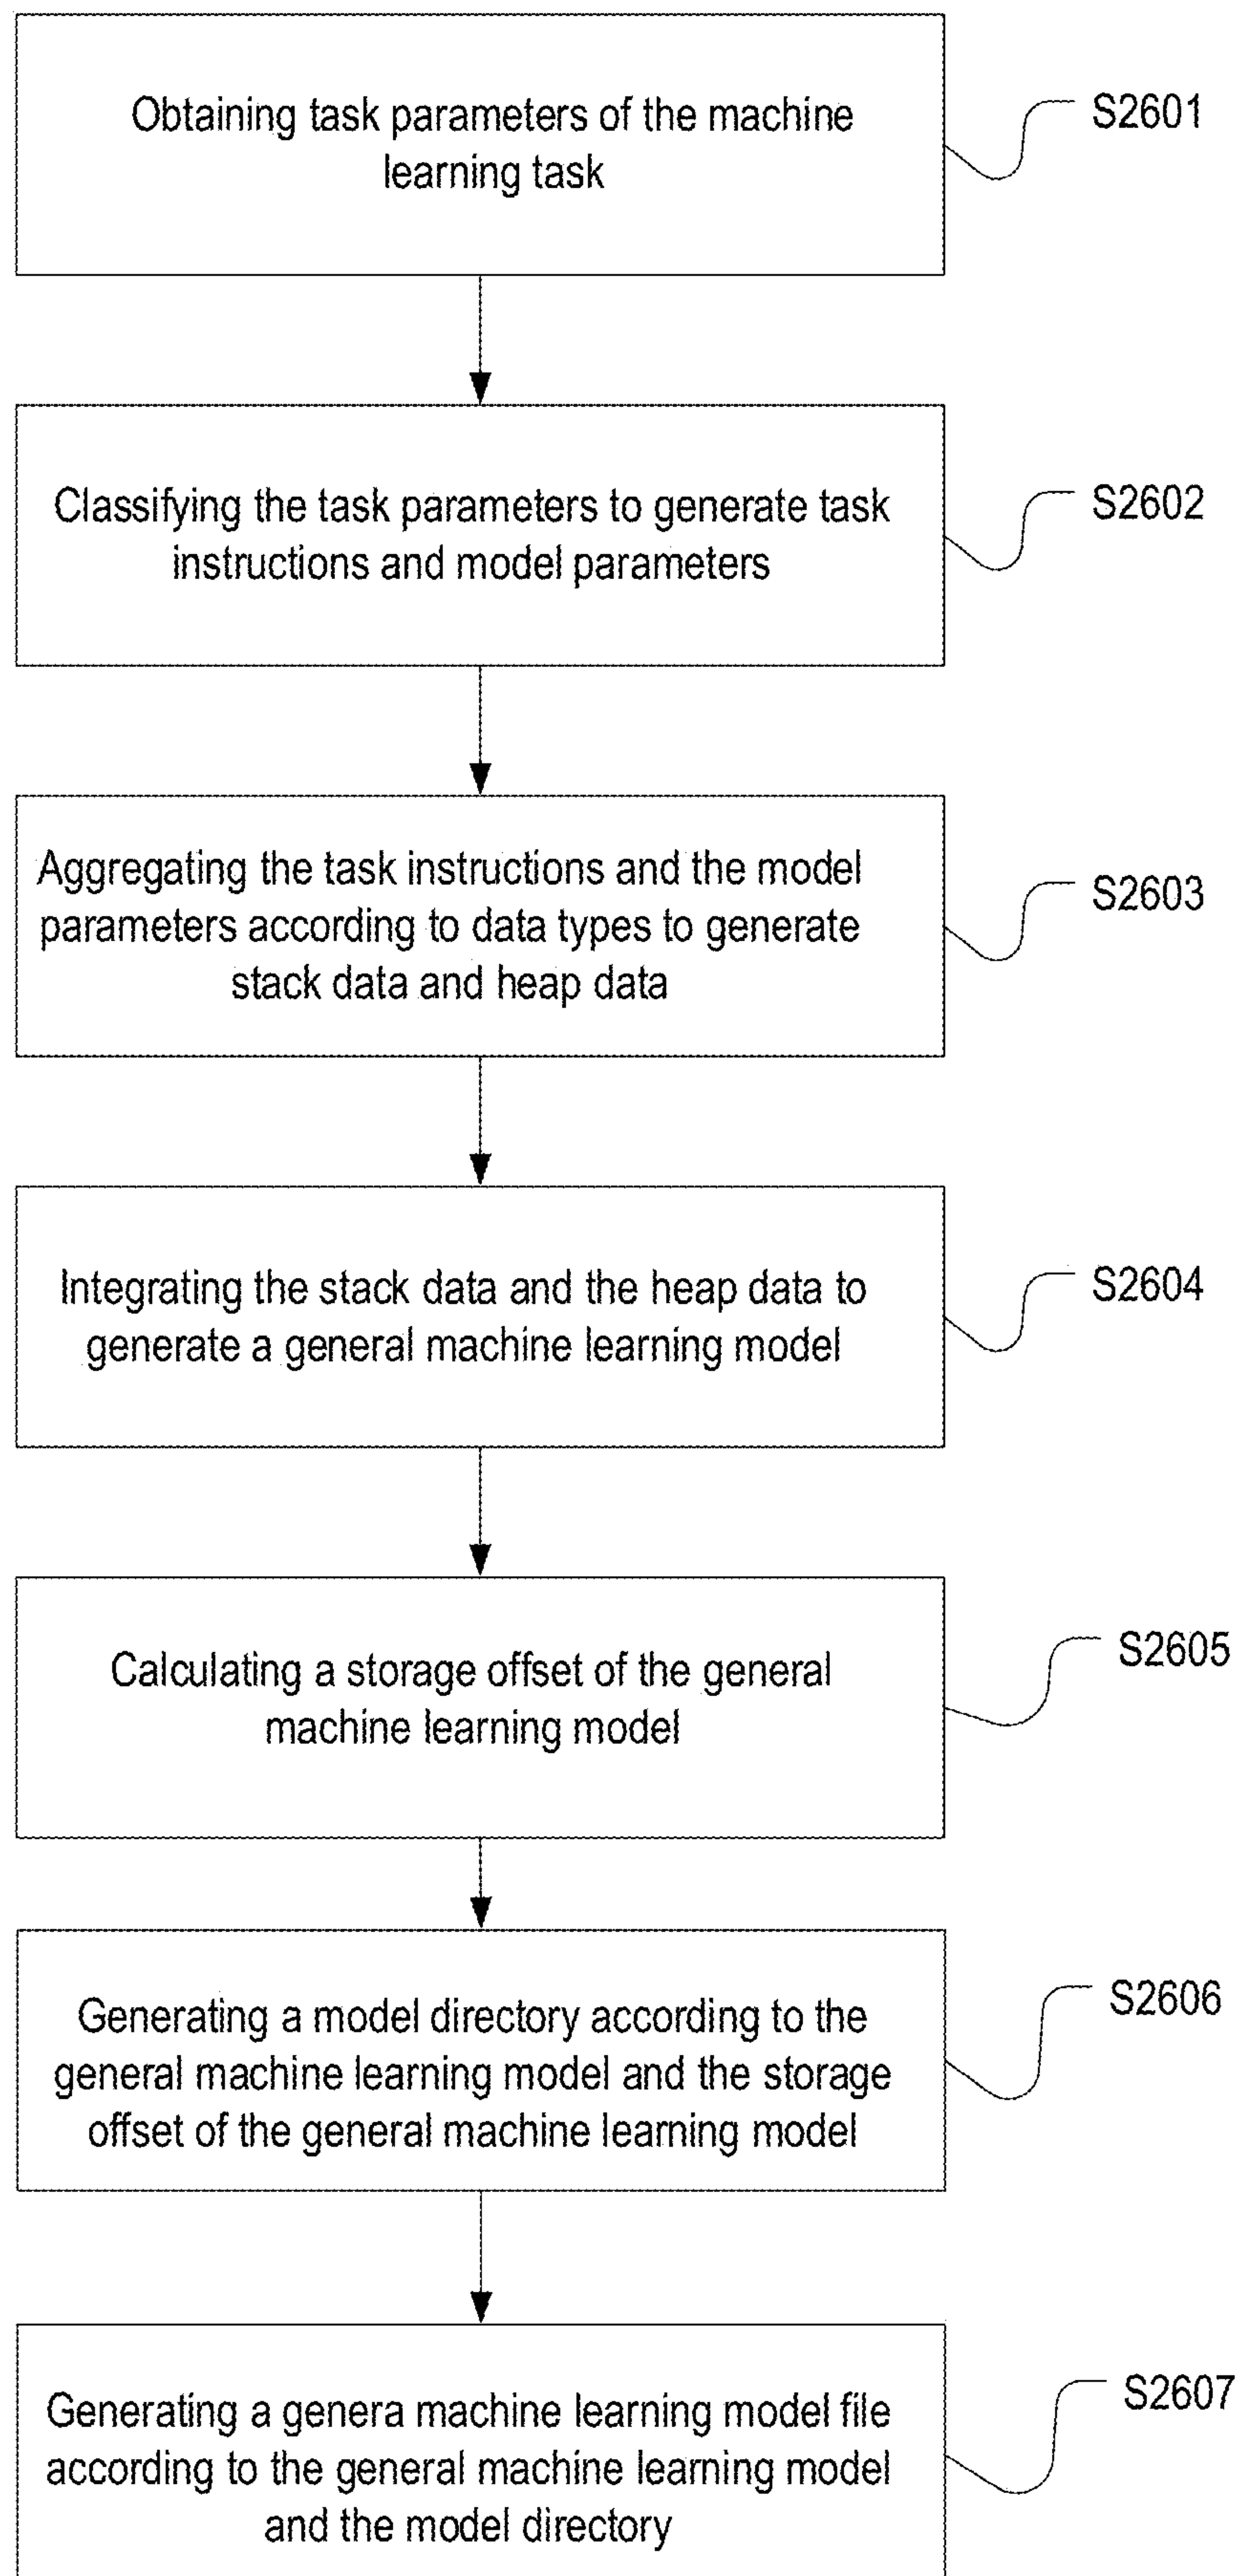 Obtaining task parameters of the machine
learning task
S2601
Classifying the task parameters to generate task
instructions and model parameters
S2602
Aggregating the task instructions and the model
parameters according to data types to generate
stack data and heap data
S2603
Integrating the stack data and the heap data to
generate a general machine learning model
S2604
Calculating a storage offset of the general
machine learning model
S2605
Generating a model directory according to the
general machine learning model and the storage
offset of the general machine learning model
S2606
Generating a genera machine learning model file
according to the general machine learning model
and the model directory
S2607